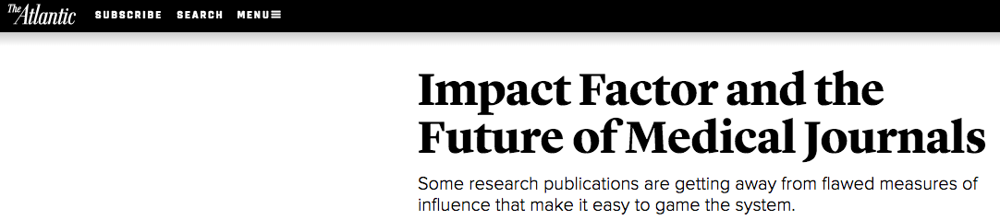 The Atlantic SUBSCRIBE SEARCH MENU
Impact Factor and the
Future of Medical Journals
Some research publications are getting away from flawed measures of
influence that make it easy to game the system.